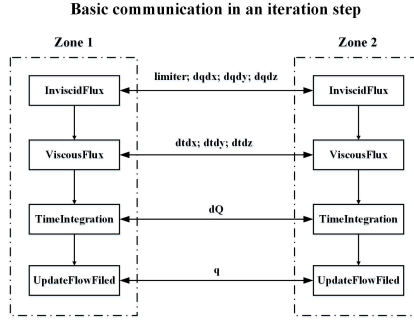 Basic communication in an iteration step
Zone 1
Zone 2
InviscidFlux
limiter; dqdx; dqdy; dqdz
InviscidFlux
ViscousFlux
dtdx; dtdy; dtdz
ViscousFlux
TimeIntegration
dQ
TimeIntegration
UpdateFlowFiled
q
UpdateFlowFiled